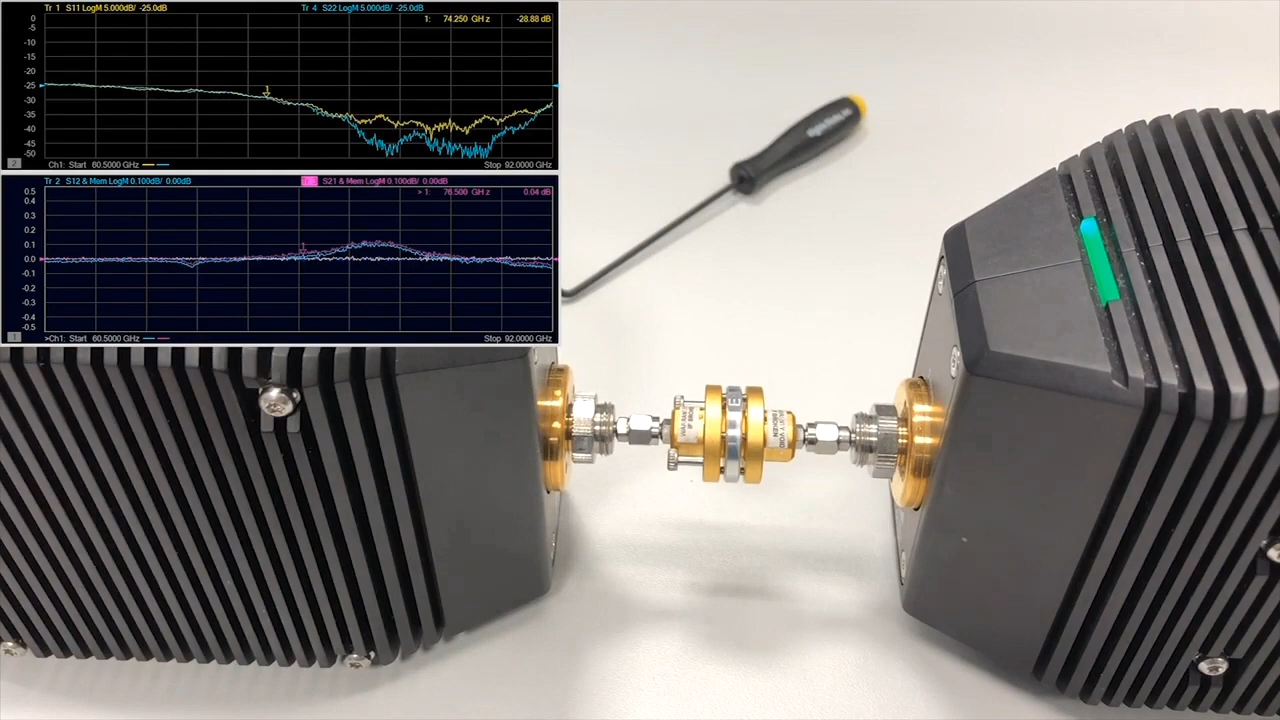 Tr 1 S11 LogM 5.000dB/ -25.0dB
Tr 4 S22 LogM 5.000dB/ -25.0dB
1: 74.250 GHz -28.88 dB
0
-5
-10
-15
-20
-25
-30
-35
-40
-45
-50
1
2
Ch1: Start 60.5000 GHz
Stop 92.0000 GHz
Tr 2 S12 & Mem LogM 0.100dB/ 0.00dB
S21 & Mem LogM 0.100dB/ 0.00dB
> 1: 76.500 GHz 0.04 dB
0.5
0.4
0.3
0.2
0.1
0.0
-0.1
-0.2
-0.3
-0.4
-0.5
1
1
>Ch1: Start 60.5000 GHz
Stop 92.0000 GHz
E